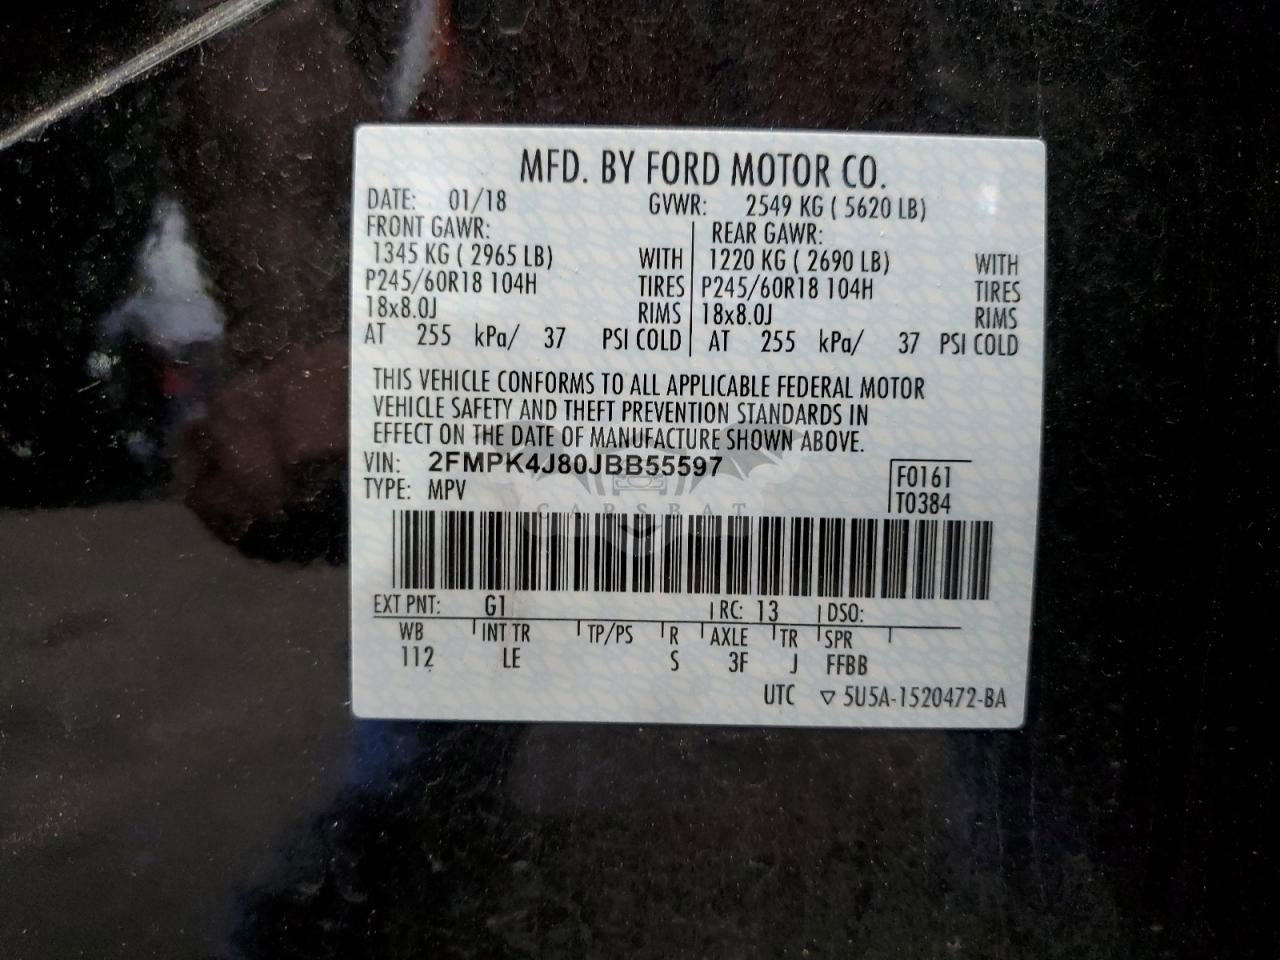 MFD. BY FORD MOTOR CO.
DATE: 01/18 GVWR: 2549 KG ( 5620 LB)
FRONT GAWR: REAR GAWR:
1345 KG ( 2965 LB) WITH 1220 KG ( 2690 LB) WITH
P245/60R18 104H TIRES P245/60R18 104H TIRES
18x8.0J RIMS 18x8.0J RIMS
AT 255 kPa/ 37 PSI COLD AT 255 kPa/ 37 PSI COLD
THIS VEHICLE CONFORMS TO ALL APPLICABLE FEDERAL MOTOR
VEHICLE SAFETY AND THEFT PREVENTION STANDARDS IN
EFFECT ON THE DATE OF MANUFACTURE SHOWN ABOVE.
VIN: 2FMPK4J80JBB55597 F0161
TYPE: MPV T0384
CARSBAT
EXT PNT: G1 RC: 13 DSO:
WB INT TR TP/PS R AXLE TR SPR
112 LE S 3F J FFBB
UTC ▽ 5U5A-1520472-BA